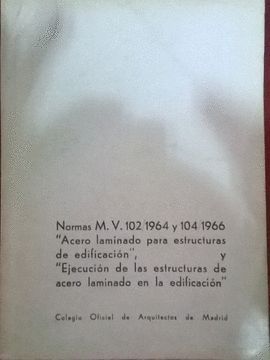 Normas M. V. 102/1964 y 104/1966
"Acero laminado para estructuras
de edificación", y
"Ejecución de las estructuras de
acero laminado en la edificación"
Colegio Oficial de Arquitectos de Madrid